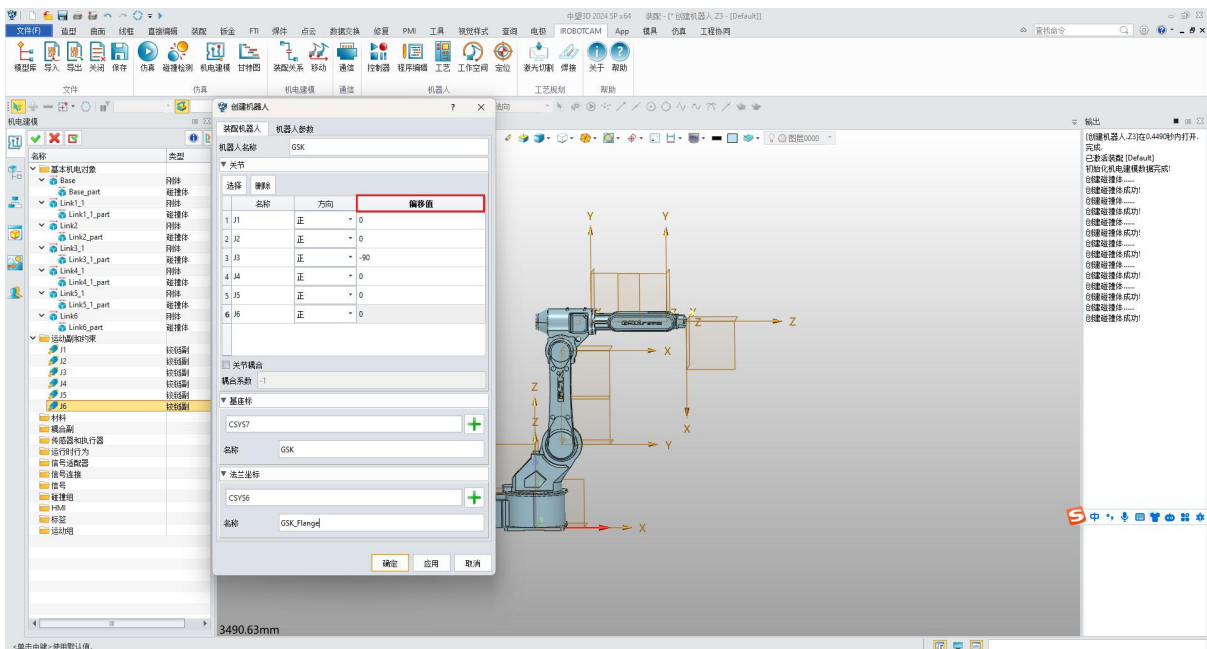 中望3D 2024 SP x64 装配 - [* 创建机器人.Z3 - [Default]]
文件(F) 造型 曲面 线框 直接编辑 装配 钣金 FTI 焊件 点云 数据交换 修复 PMI 工具 视觉样式 查询 电极 IROBOTCAM App 模具 仿真 工程协同 查找命令
模型库 导入 导出 关闭 保存 仿真 碰撞检测 机电建模 甘特图 装配关系 移动 通信 控制器 程序编辑 工艺 工作空间 定位 激光切割 焊接 关于 帮助
文件 仿真 机电建模 通信 机器人 工艺规划 帮助
机电建模
名称 类型
基本机电对象
Base 刚体
Base_part 碰撞体
Link1_1 刚体
Link1_1_part 碰撞体
Link2 刚体
Link2_part 碰撞体
Link3_1 刚体
Link3_1_part 碰撞体
Link4_1 刚体
Link4_1_part 碰撞体
Link5_1 刚体
Link5_1_part 碰撞体
Link6 刚体
Link6_part 碰撞体
运动副和约束
J1 铰链副
J2 铰链副
J3 铰链副
J4 铰链副
J5 铰链副
J6 铰链副
材料
耦合副
传感器和执行器
运行时行为
信号适配器
信号连接
信号
碰撞组
HMI
标签
运动组
创建机器人 ? ×
装配机器人 机器人参数
机器人名称 GSK
关节
选择 删除
名称 方向 偏移值
1 J1 正 0
2 J2 正 0
3 J3 正 -90
4 J4 正 0
5 J5 正 0
6 J6 正 0
关节耦合
耦合系数 -1
基座标
CSYS7
名称 GSK
法兰坐标
CSYS6
名称 GSK_Flange
确定 应用 取消
图层0000
Y Y
Z Z
X
Z X
Y
X
3490.63mm
输出
[创建机器人.Z3]在0.4490秒内打开.
完成.
已激活装配 [Default]
初始化机电建模数据完成!
创建碰撞体......
创建碰撞体成功!
创建碰撞体......
创建碰撞体成功!
创建碰撞体......
创建碰撞体成功!
创建碰撞体......
创建碰撞体成功!
创建碰撞体......
创建碰撞体成功!
创建碰撞体......
创建碰撞体成功!
创建碰撞体......
创建碰撞体成功!
中
<单击中键>使用默认值.